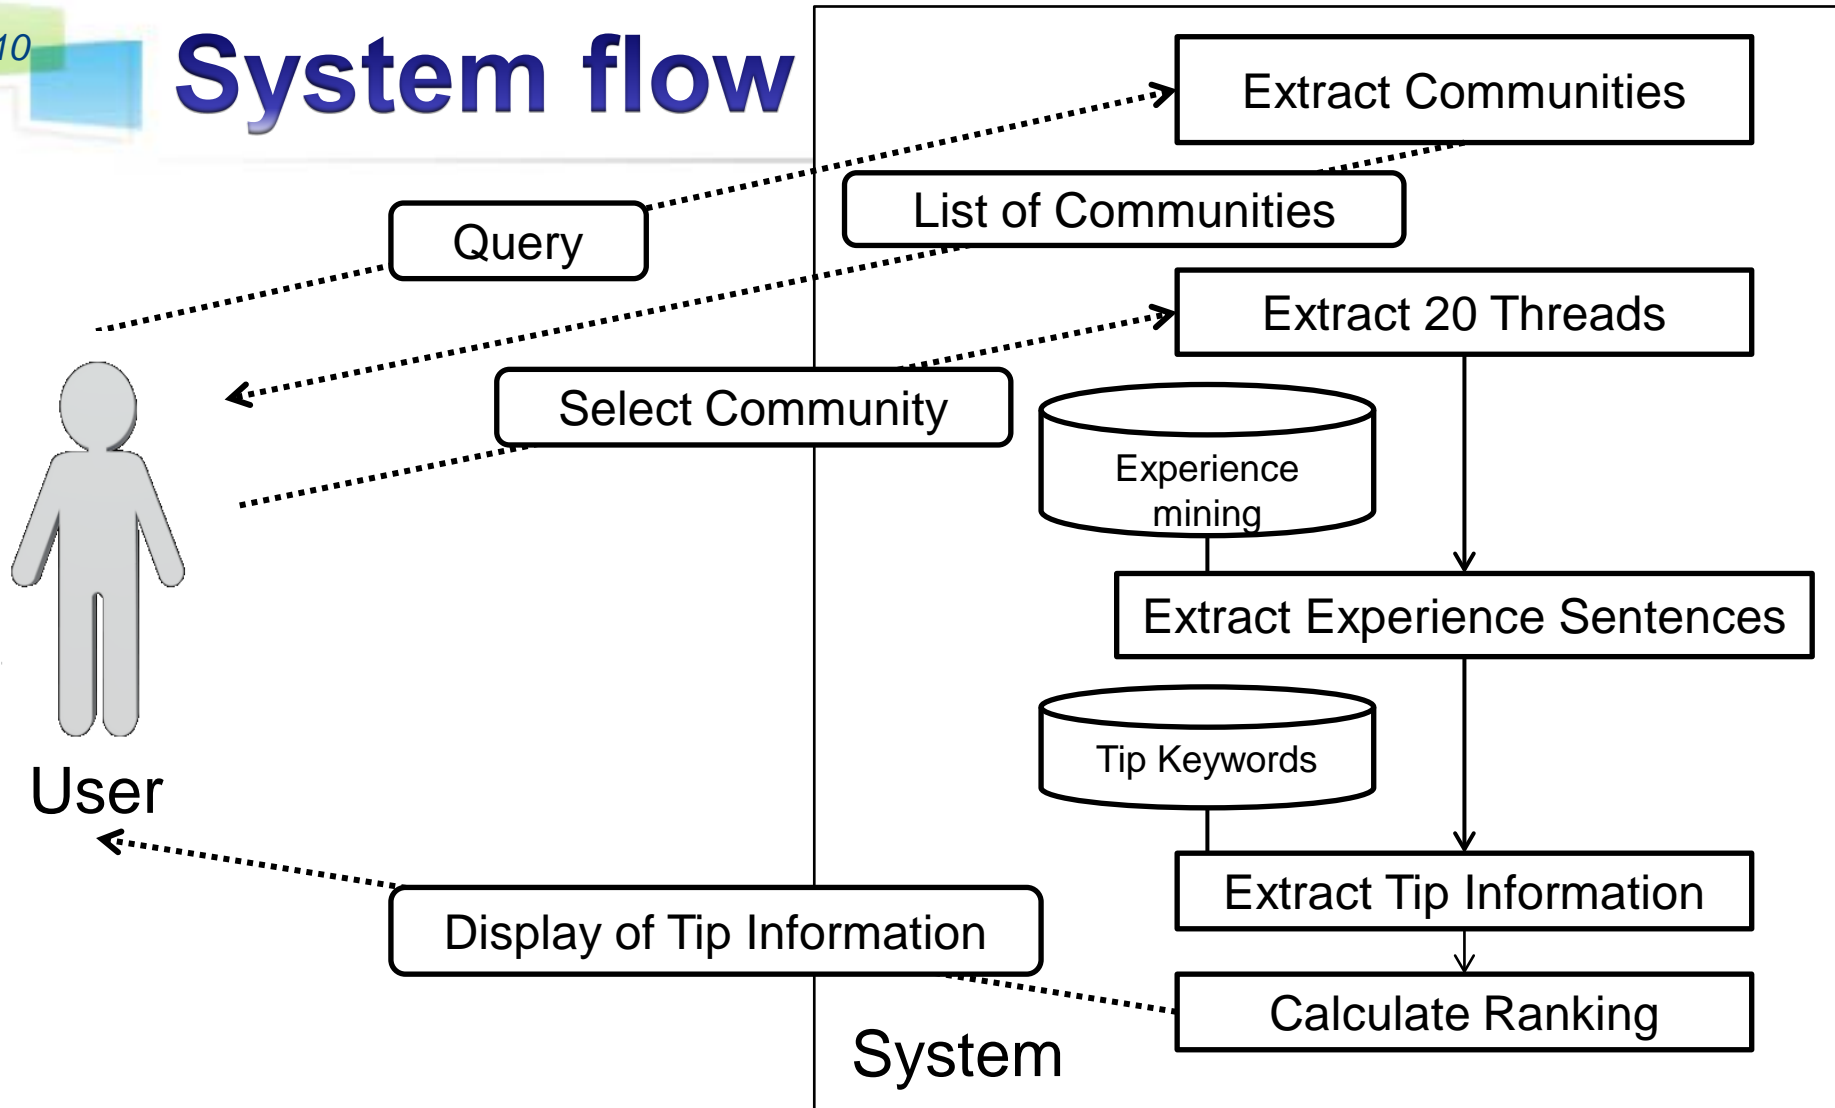 10
System flow
Extract Communities
List of Communities
Query
Extract 20 Threads
Select Community
Experience
mining
Extract Experience Sentences
Tip Keywords
User
Extract Tip Information
Display of Tip Information
Calculate Ranking
System